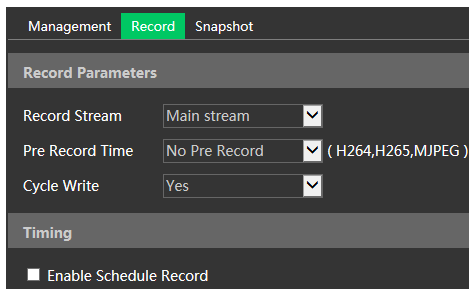 Management Record Snapshot
Record Parameters
Record Stream Main stream
Pre Record Time No Pre Record ( H264,H265,MJPEG )
Cycle Write Yes
Timing
Enable Schedule Record